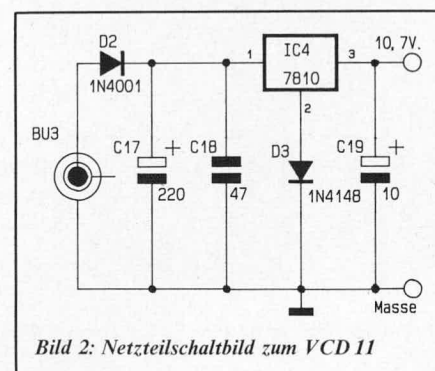 D2
1N4001
BU3
C17
+
220
C18
47
1
IC4
7810
3
2
D3
1N4148
C19
+
10
10,7V.
Masse
Bild 2: Netzteilschaltbild zum VCD 11